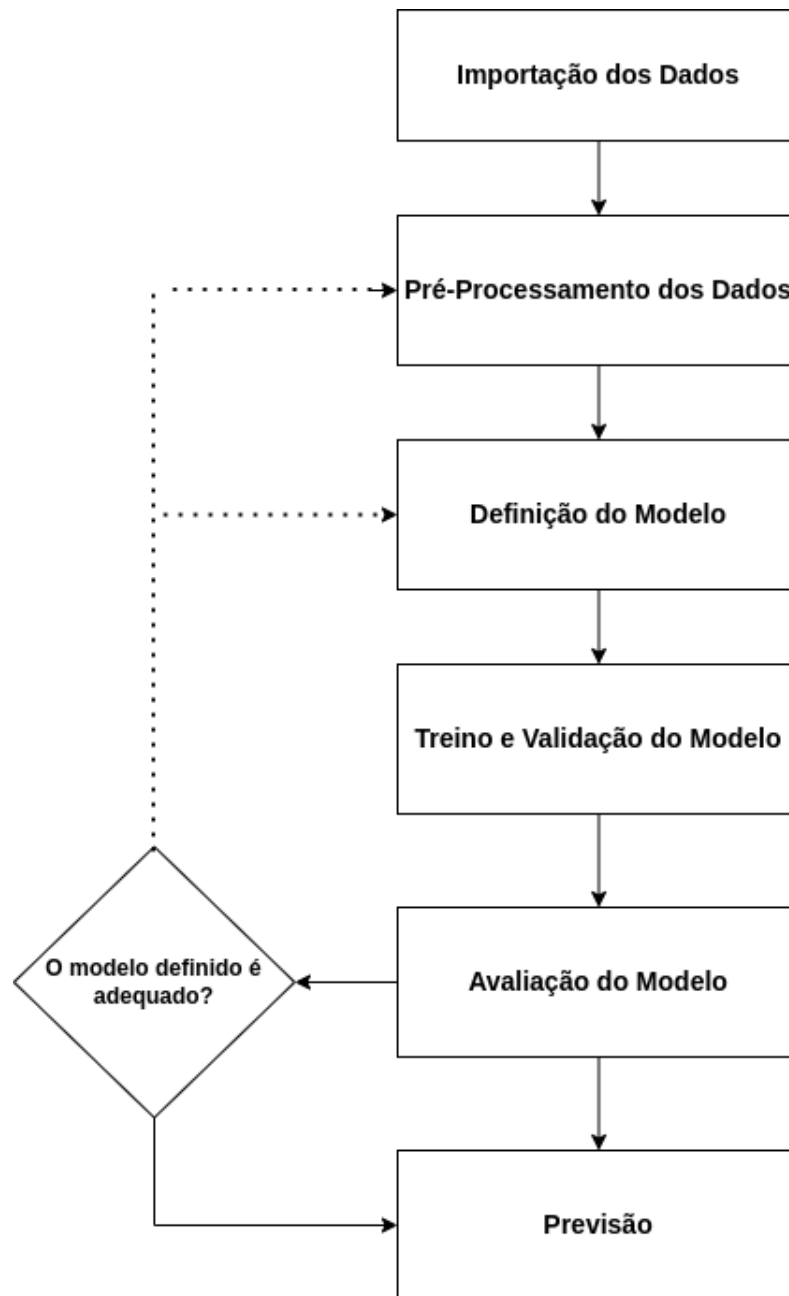 Importação dos Dados
Pré-Processamento dos Dados
Definição do Modelo
Treino e Validação do Modelo
O modelo definido é
adequado?
Avaliação do Modelo
Previsão